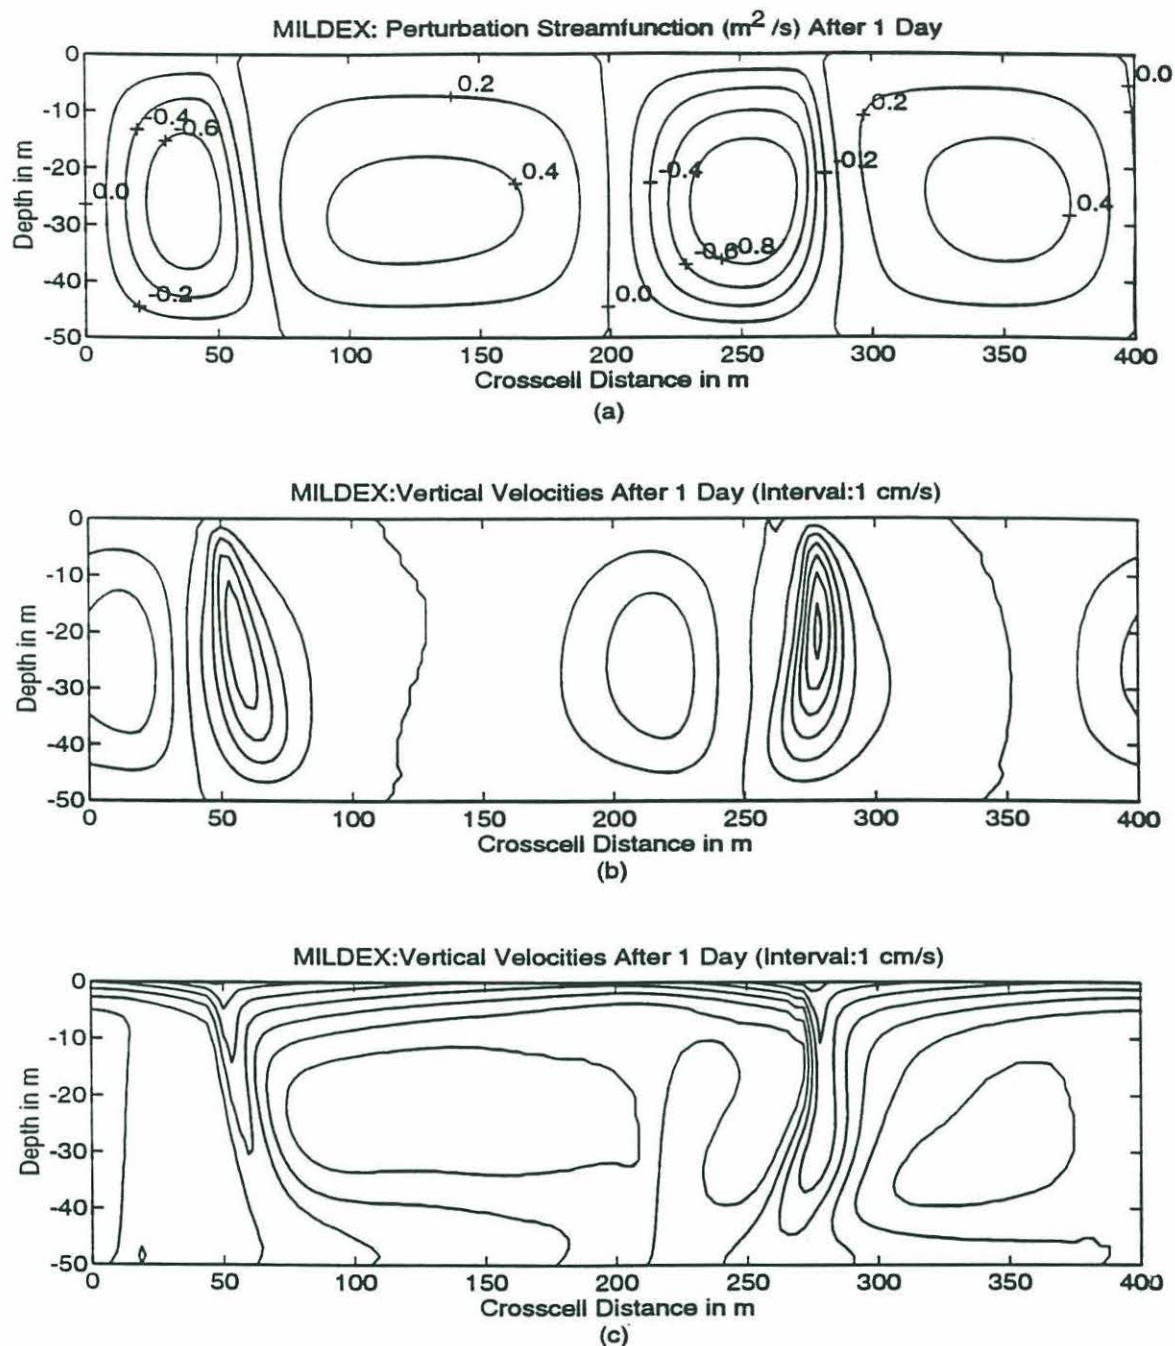 MILDEX: Perturbation Streamfunction (m² /s) After 1 Day
0
-10
-20
-30
-40
-50
Depth in m
0.0
-0.4
-0.6
-0.2
0.2
0.4
0.0
-0.4
-0.6
-0.8
-0.2
0.2
0.4
0.0
0 50 100 150 200 250 300 350 400
Crosscell Distance in m
(a)
MILDEX:Vertical Velocities After 1 Day (Interval:1 cm/s)
0
-10
-20
-30
-40
-50
Depth in m
0 50 100 150 200 250 300 350 400
Crosscell Distance in m
(b)
MILDEX:Vertical Velocities After 1 Day (Interval:1 cm/s)
0
-10
-20
-30
-40
-50
Depth in m
0 50 100 150 200 250 300 350 400
Crosscell Distance in m
(c)